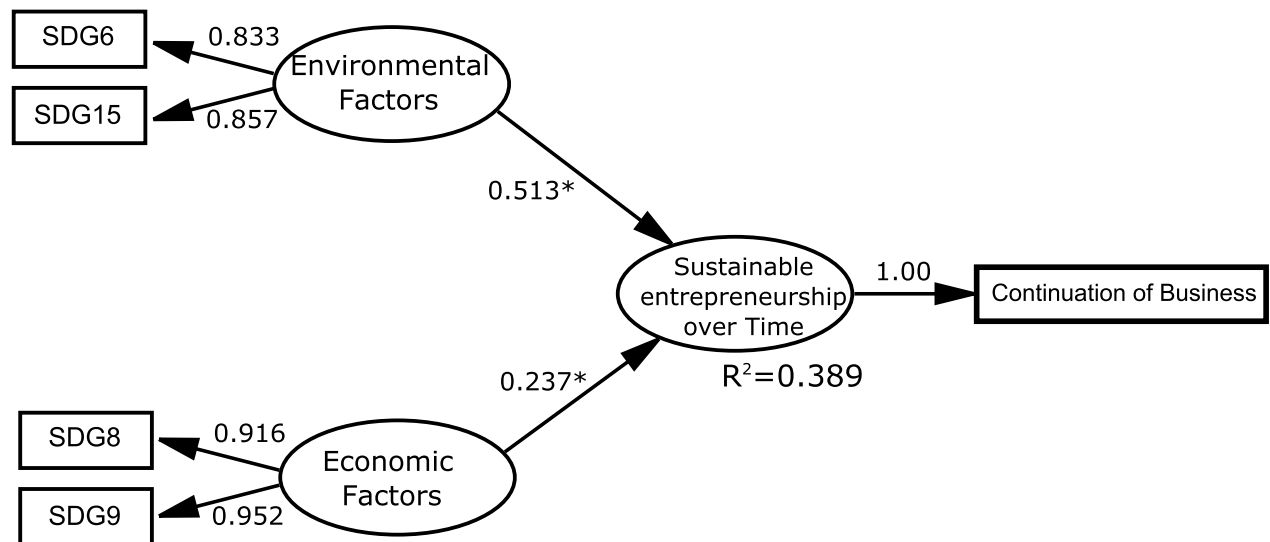 SDG6
0.833
SDG15
0.857
Environmental
Factors
0.513*
Sustainable
entrepreneurship
over Time
1.00
Continuation of Business
R²=0.389
0.237*
SDG8
0.916
SDG9
0.952
Economic
Factors